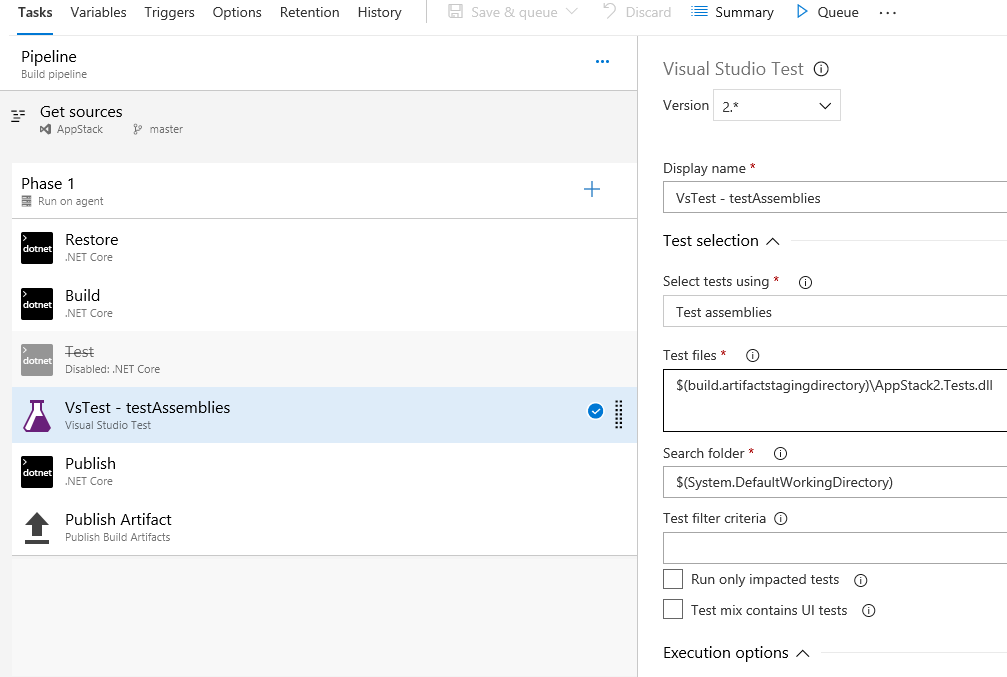 Tasks Variables Triggers Options Retention History Save & queue Discard Summary Queue ...
Pipeline
Build pipeline
Get sources
AppStack master
Phase 1
Run on agent
>
dotnet
Restore
.NET Core
>
dotnet
Build
.NET Core
>
dotnet
Test
Disabled: .NET Core
VsTest - testAssemblies
Visual Studio Test
>
dotnet
Publish
.NET Core
Publish Artifact
Publish Build Artifacts
Visual Studio Test
Version 2.*
Display name *
VsTest - testAssemblies
Test selection
Select tests using *
Test assemblies
Test files *
$(build.artifactstagingdirectory)\AppStack2.Tests.dll
Search folder *
$(System.DefaultWorkingDirectory)
Test filter criteria
Run only impacted tests
Test mix contains UI tests
Execution options